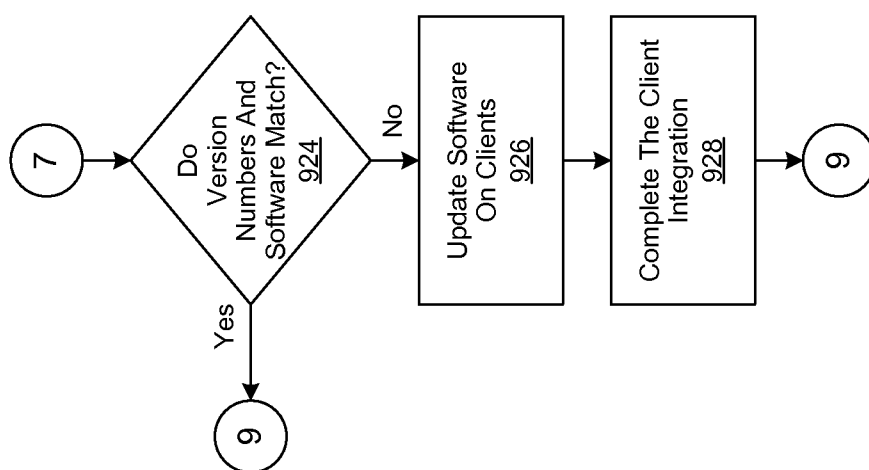 7
Do
Version
Numbers And
Software Match?
924
Yes
No
9
Update Software
On Clients
926
Complete The Client
Integration
928
9